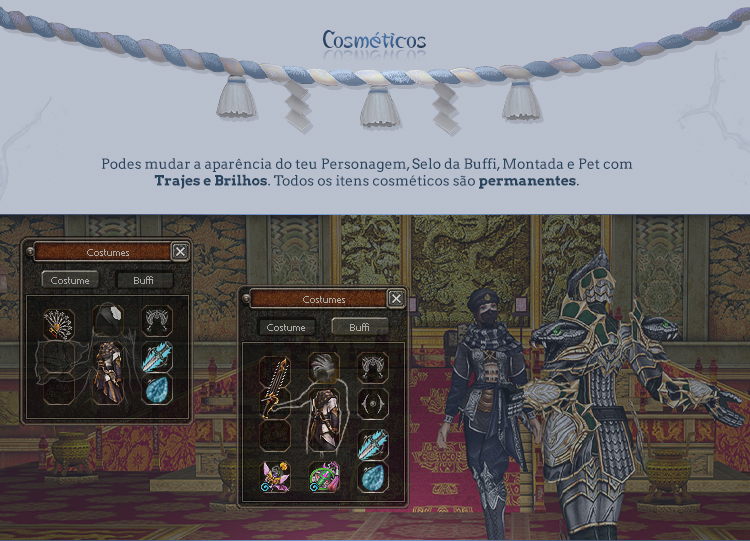 Cosméticos
Podes mudar a aparência do teu Personagem, Selo da Buffi, Montada e Pet com
Trajes e Brilhos. Todos os itens cosméticos são permanentes.
Costumes
Costume Buffi
Costumes
Costume Buffi